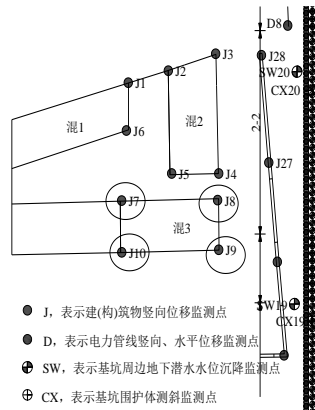 D8
J3
J28
J2
SW20
J1
CX20
混1
混2
2-2
J6
J27
J5
J4
J7
J8
混3
J10
J9
SW19
J，表示建(构)筑物竖向位移监测点
CX19
D，表示电力管线竖向、水平位移监测点
SW，表示基坑周边地下潜水水位沉降监测点
CX，表示基坑围护体测斜监测点